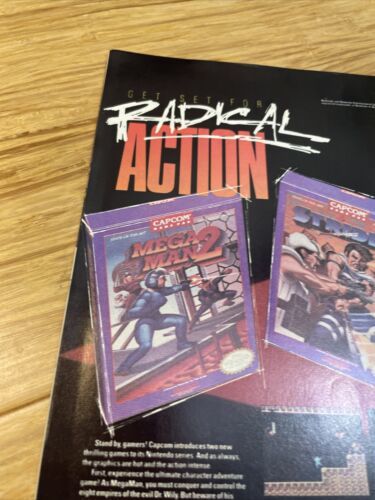 GET SET FOR
RADICAL
ACTION
CAPCOM
MEGA
MAN 2
CAPCOM
Stand by, gamers! Capcom introduces two new
thrilling games to its Nintendo series. And as always,
the graphics are hot and the action intense.
First, experience the ultimate character adventure
game! As MegaMan, you must conquer and control the
eight empires of the evil Dr. Wily. But beware of his